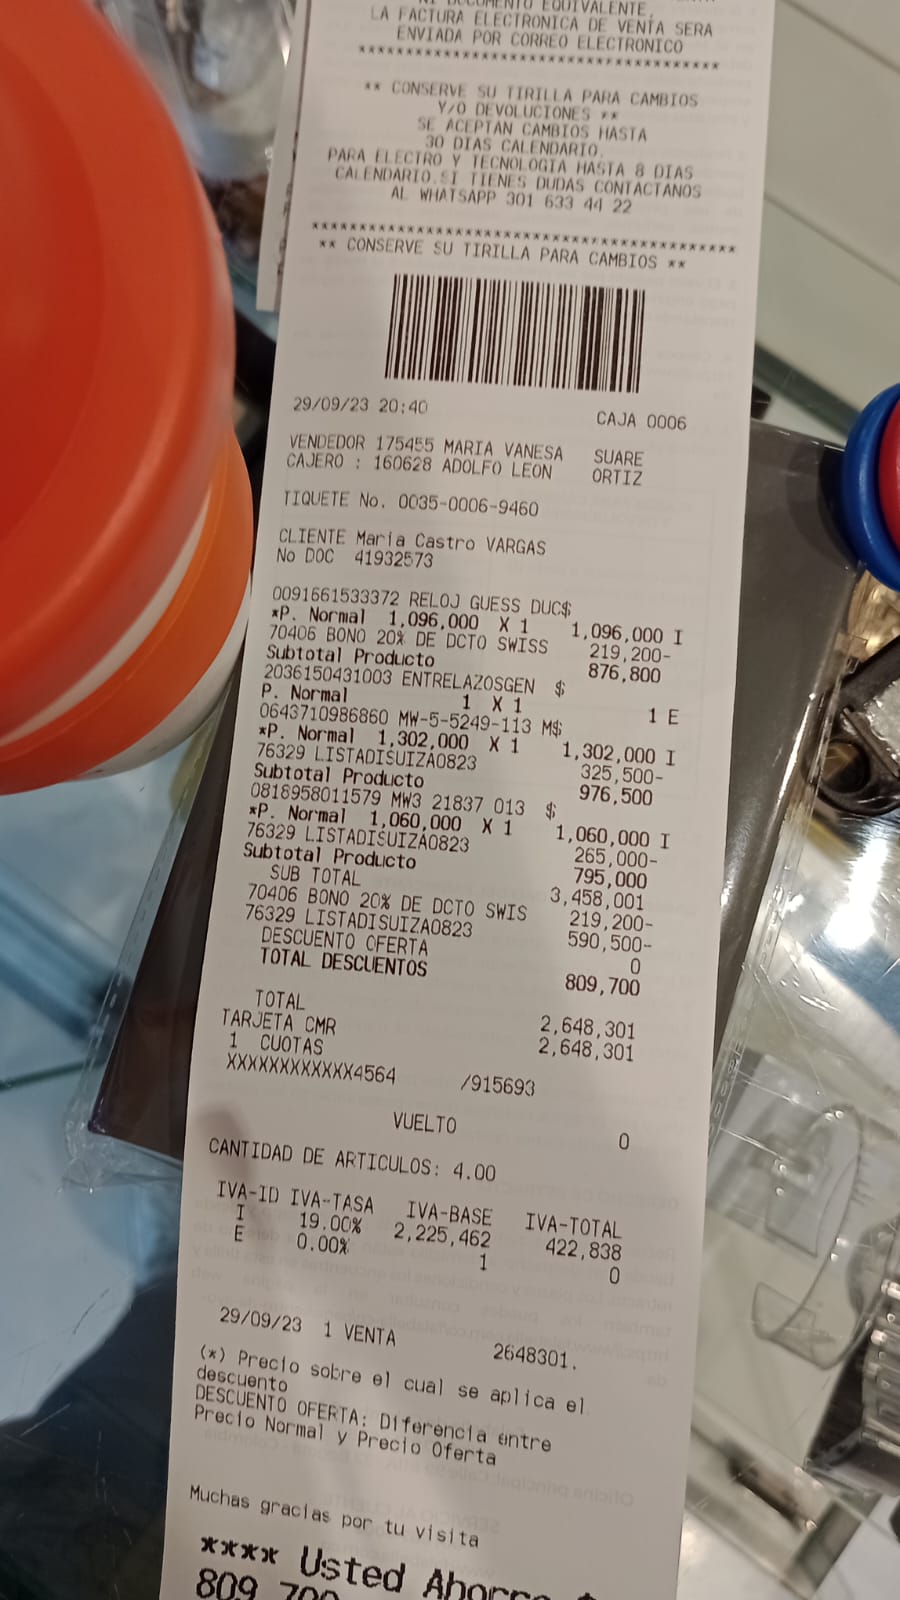 NI DOCUMENTO EQUIVALENTE.
LA FACTURA ELECTRONICA DE VENTA SERA
ENVIADA POR CORREO ELECTRONICO
****************************************
** CONSERVE SU TIRILLA PARA CAMBIOS
Y/O DEVOLUCIONES **
SE ACEPTAN CAMBIOS HASTA
30 DIAS CALENDARIO.
PARA ELECTRO Y TECNOLOGIA HASTA 8 DIAS
CALENDARIO.SI TIENES DUDAS CONTACTANOS
AL WHATSAPP 301 633 44 22
****************************************
** CONSERVE SU TIRILLA PARA CAMBIOS **
29/09/23 20:40 CAJA 0006
VENDEDOR 175455 MARIA VANESA SUARE
CAJERO : 160628 ADOLFO LEON ORTIZ
TIQUETE No. 0035-0006-9460
CLIENTE Maria Castro VARGAS
No DOC 41932573
0091661533372 RELOJ GUESS DUC$
*P. Normal 1,096,000 X 1 1,096,000 I
70406 BONO 20% DE DCTO SWISS 219,200-
Subtotal Producto 876,800
2036150431003 ENTRELAZOSGEN $
P. Normal 1 X 1 1 E
0643710986860 MW-5-5249-113 M$
*P. Normal 1,302,000 X 1 1,302,000 I
76329 LISTADISUIZA0823 325,500-
Subtotal Producto 976,500
0818958011579 MW3 21837 013 $
*P. Normal 1,060,000 X 1 1,060,000 I
76329 LISTADISUIZA0823 265,000-
Subtotal Producto 795,000
SUB TOTAL 3,458,001
70406 BONO 20% DE DCTO SWIS 219,200-
76329 LISTADISUIZA0823 590,500-
DESCUENTO OFERTA 0
TOTAL DESCUENTOS 809,700
TOTAL 2,648,301
TARJETA CMR 2,648,301
1 CUOTAS
XXXXXXXXXXXX4564 /915693
VUELTO 0
CANTIDAD DE ARTICULOS: 4.00
IVA-ID IVA-TASA IVA-BASE IVA-TOTAL
I 19.00% 2,225,462 422,838
E 0.00% 1 0
29/09/23 1 VENTA 2648301.
(*) Precio sobre el cual se aplica el
descuento
DESCUENTO OFERTA: Diferencia entre
Precio Normal y Precio Oferta
Muchas gracias por tu visita
**** Usted Ahorro $
809,700